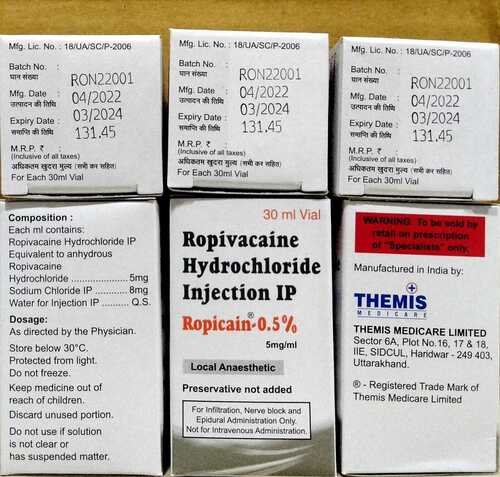 Mfg. Lic. No. : 18/UA/SC/P-2006
Batch No. :
घान संख्या
RON22001
Mfg. Date :
उत्पादन की तिथि
04/2022
Expiry Date :
समाप्ति की तिथि
03/2024
131.45
M.R.P. ₹ :
(Inclusive of all taxes)
अधिकतम खुदरा मुल्य (सभी कर सहित)
For Each 30ml Vial
Mfg. Lic. No. : 18/UA/SC/P-2006
Batch No. :
घान संख्या
RON22001
Mfg. Date :
उत्पादन की तिथि
04/2022
Expiry Date :
समाप्ति की तिथि
03/2024
131.45
M.R.P. ₹ :
(Inclusive of all taxes)
अधिकतम खुदरा मुल्य (सभी कर सहित)
For Each 30ml Vial
Mfg. Lic. No. : 18/UA/SC/P-2006
Batch No. :
घान संख्या
RON22001
Mfg. Date :
उत्पादन की तिथि
04/2022
Expiry Date :
समाप्ति की तिथि
03/2024
131.45
M.R.P. ₹ :
(Inclusive of all taxes)
अधिकतम खुदरा मुल्य (सभी कर सहित)
For Each 30ml Vial
Composition :
Each ml contains:
Ropivacaine Hydrochloride IP
Equivalent to anhydrous
Ropivacaine
Hydrochloride ..................... 5mg
Sodium Chloride IP ............ 8mg
Water for Injection IP ......... Q.S.
Dosage:
As directed by the Physician.
Store below 30°C.
Protected from light.
Do not freeze.
Keep medicine out of
reach of children.
Discard unused portion.
Do not use if solution
is not clear or
has suspended matter.
30 ml Vial
Ropivacaine
Hydrochloride
Injection IP
Ropicain®-0.5%
5mg/ml
Local Anaesthetic
Preservative not added
For Infiltration, Nerve block and
Epidural Administration Only.
Not for Intravenous Administration.
WARNING: To be sold by
retail on prescription
of "Specialists" only.
Manufactured in India by:
THEMIS
MEDICARE
THEMIS MEDICARE LIMITED
Sector 6A, Plot No.16, 17 & 18,
IIE, SIDCUL, Haridwar - 249 403,
Uttarakhand.
® - Registered Trade Mark of
Themis Medicare Limited